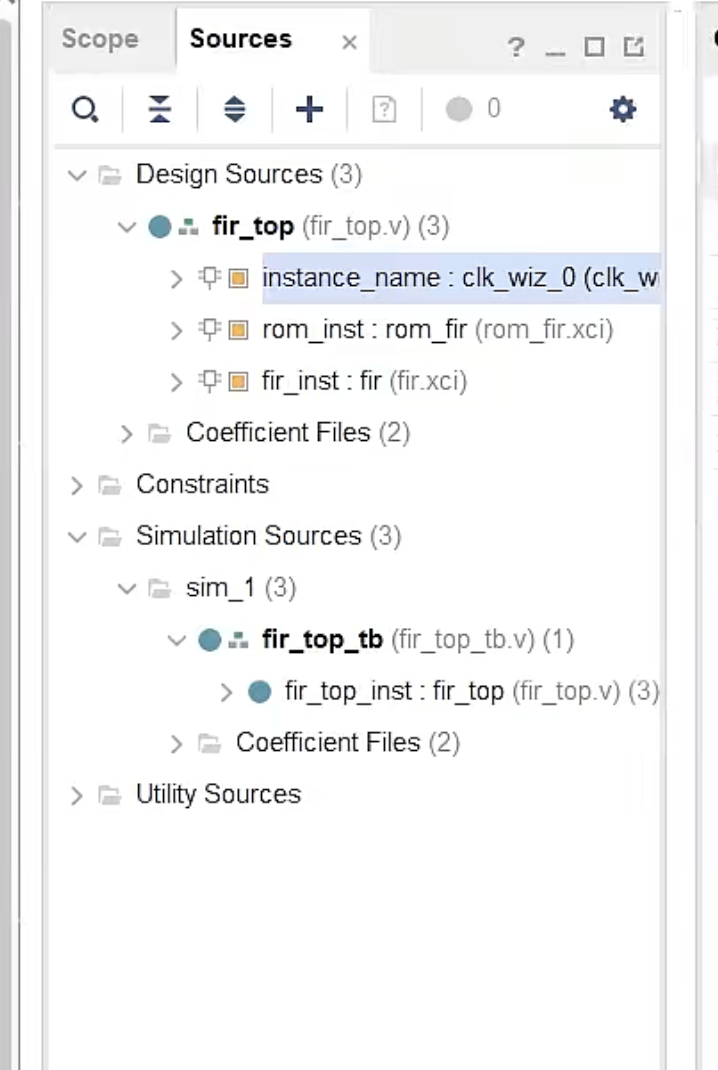 Scope Sources
0
Design Sources (3)
fir_top (fir_top.v) (3)
instance_name : clk_wiz_0 (clk_w
rom_inst : rom_fir (rom_fir.xci)
fir_inst : fir (fir.xci)
Coefficient Files (2)
Constraints
Simulation Sources (3)
sim_1 (3)
fir_top_tb (fir_top_tb.v) (1)
fir_top_inst : fir_top (fir_top.v) (3)
Coefficient Files (2)
Utility Sources